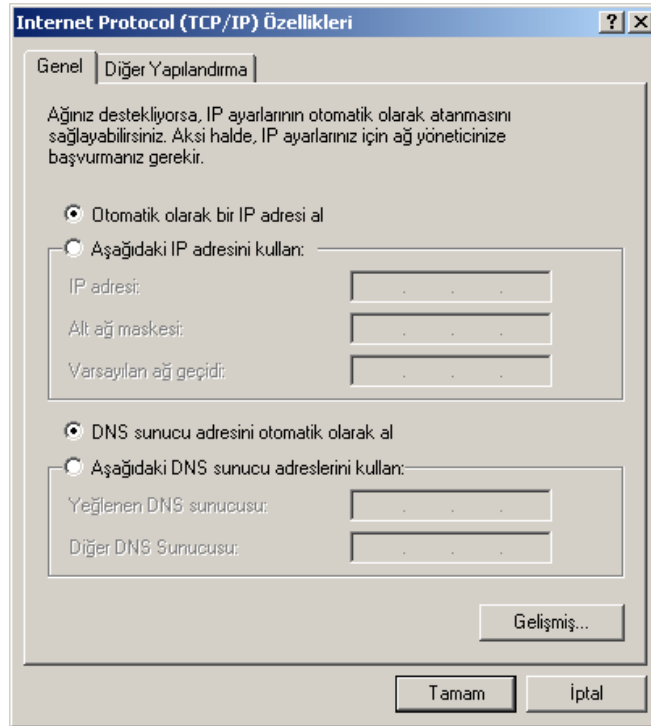 Internet Protocol (TCP/IP) Özellikleri
Genel
Diğer Yapılandırma
Ağınız destekliyorsa, IP ayarlarının otomatik olarak atanmasını
sağlayabilirsiniz. Aksi halde, IP ayarlarınız için ağ yöneticinize
başvurmanız gerekir.
Otomatik olarak bir IP adresi al
Aşağıdaki IP adresini kullan:
IP adresi:
Alt ağ maskesi:
Varsayılan ağ geçidi:
DNS sunucu adresini otomatik olarak al
Aşağıdaki DNS sunucu adreslerini kullan:
Yeğlenen DNS sunucusu:
Diğer DNS Sunucusu:
Gelişmiş...
Tamam
İptal